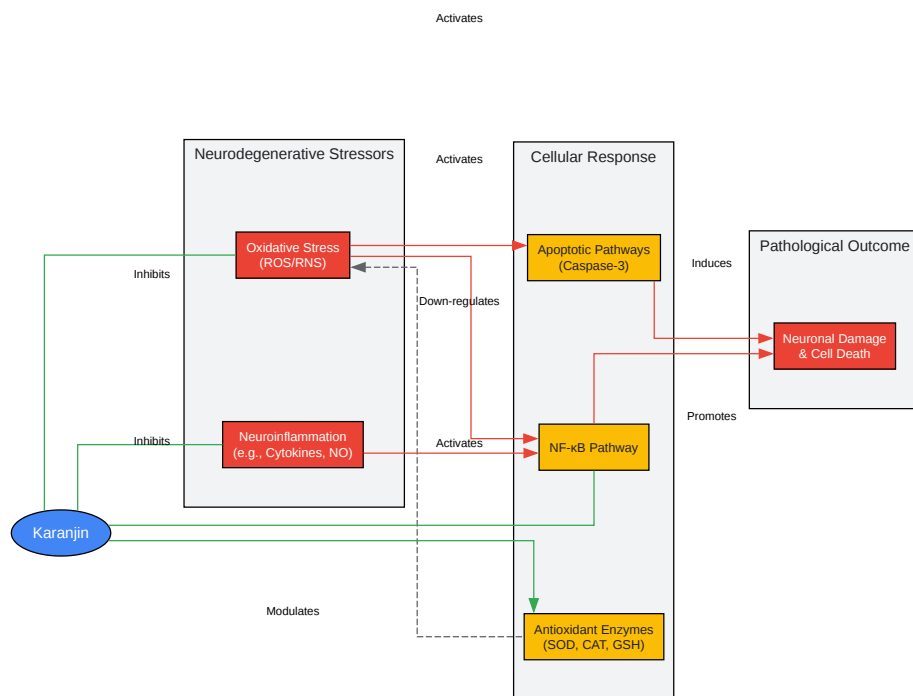 Activates
Neurodegenerative Stressors
Activates
Cellular Response
Oxidative Stress
(ROS/RNS)
Apoptotic Pathways
(Caspase-3)
Pathological Outcome
Inhibits
Induces
Down-regulates
Neuronal Damage
& Cell Death
Neuroinflammation
(e.g., Cytokines, NO)
Inhibits
Activates
NF-κB Pathway
Promotes
Karanjin
Modulates
Antioxidant Enzymes
(SOD, CAT, GSH)